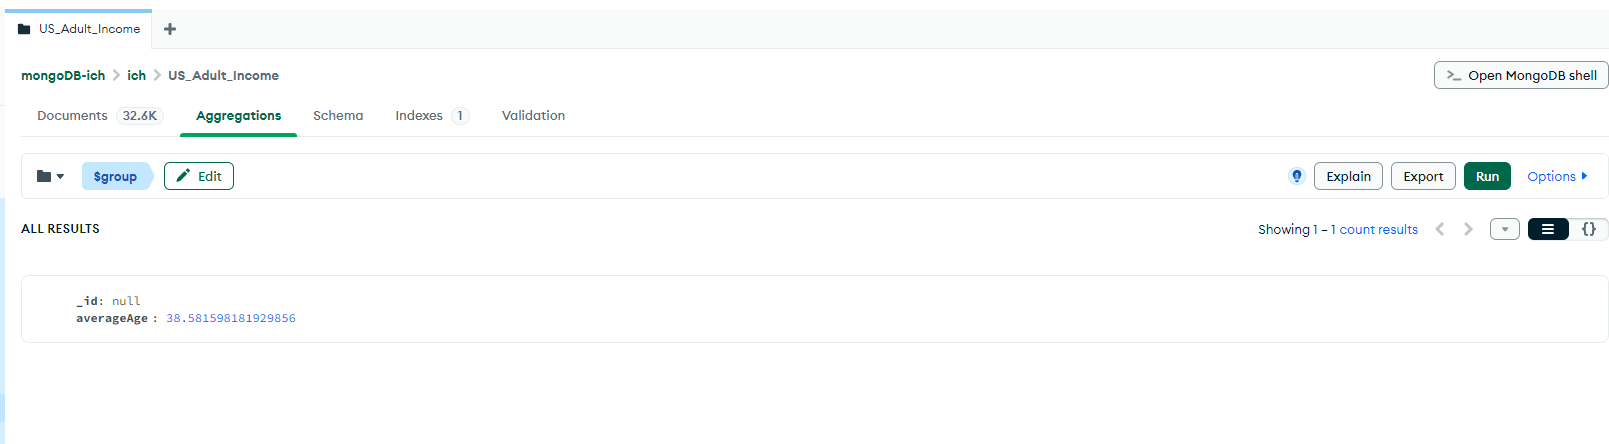 US_Adult_Income
mongoDB-ich ich US_Adult_Income
>_ Open MongoDB shell
Documents 32.6K Aggregations Schema Indexes 1 Validation
$group Edit Explain Export Run Options
ALL RESULTS Showing 1 – 1 count results {}
_id: null
averageAge : 38.581598181929856